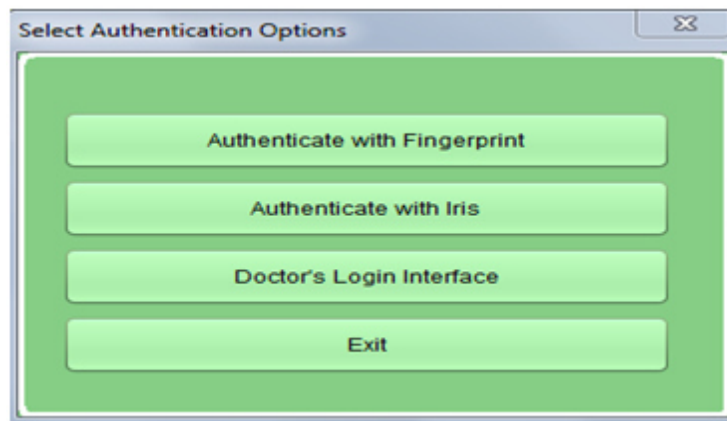 Select Authentication Options
Authenticate with Fingerprint
Authenticate with Iris
Doctor's Login Interface
Exit